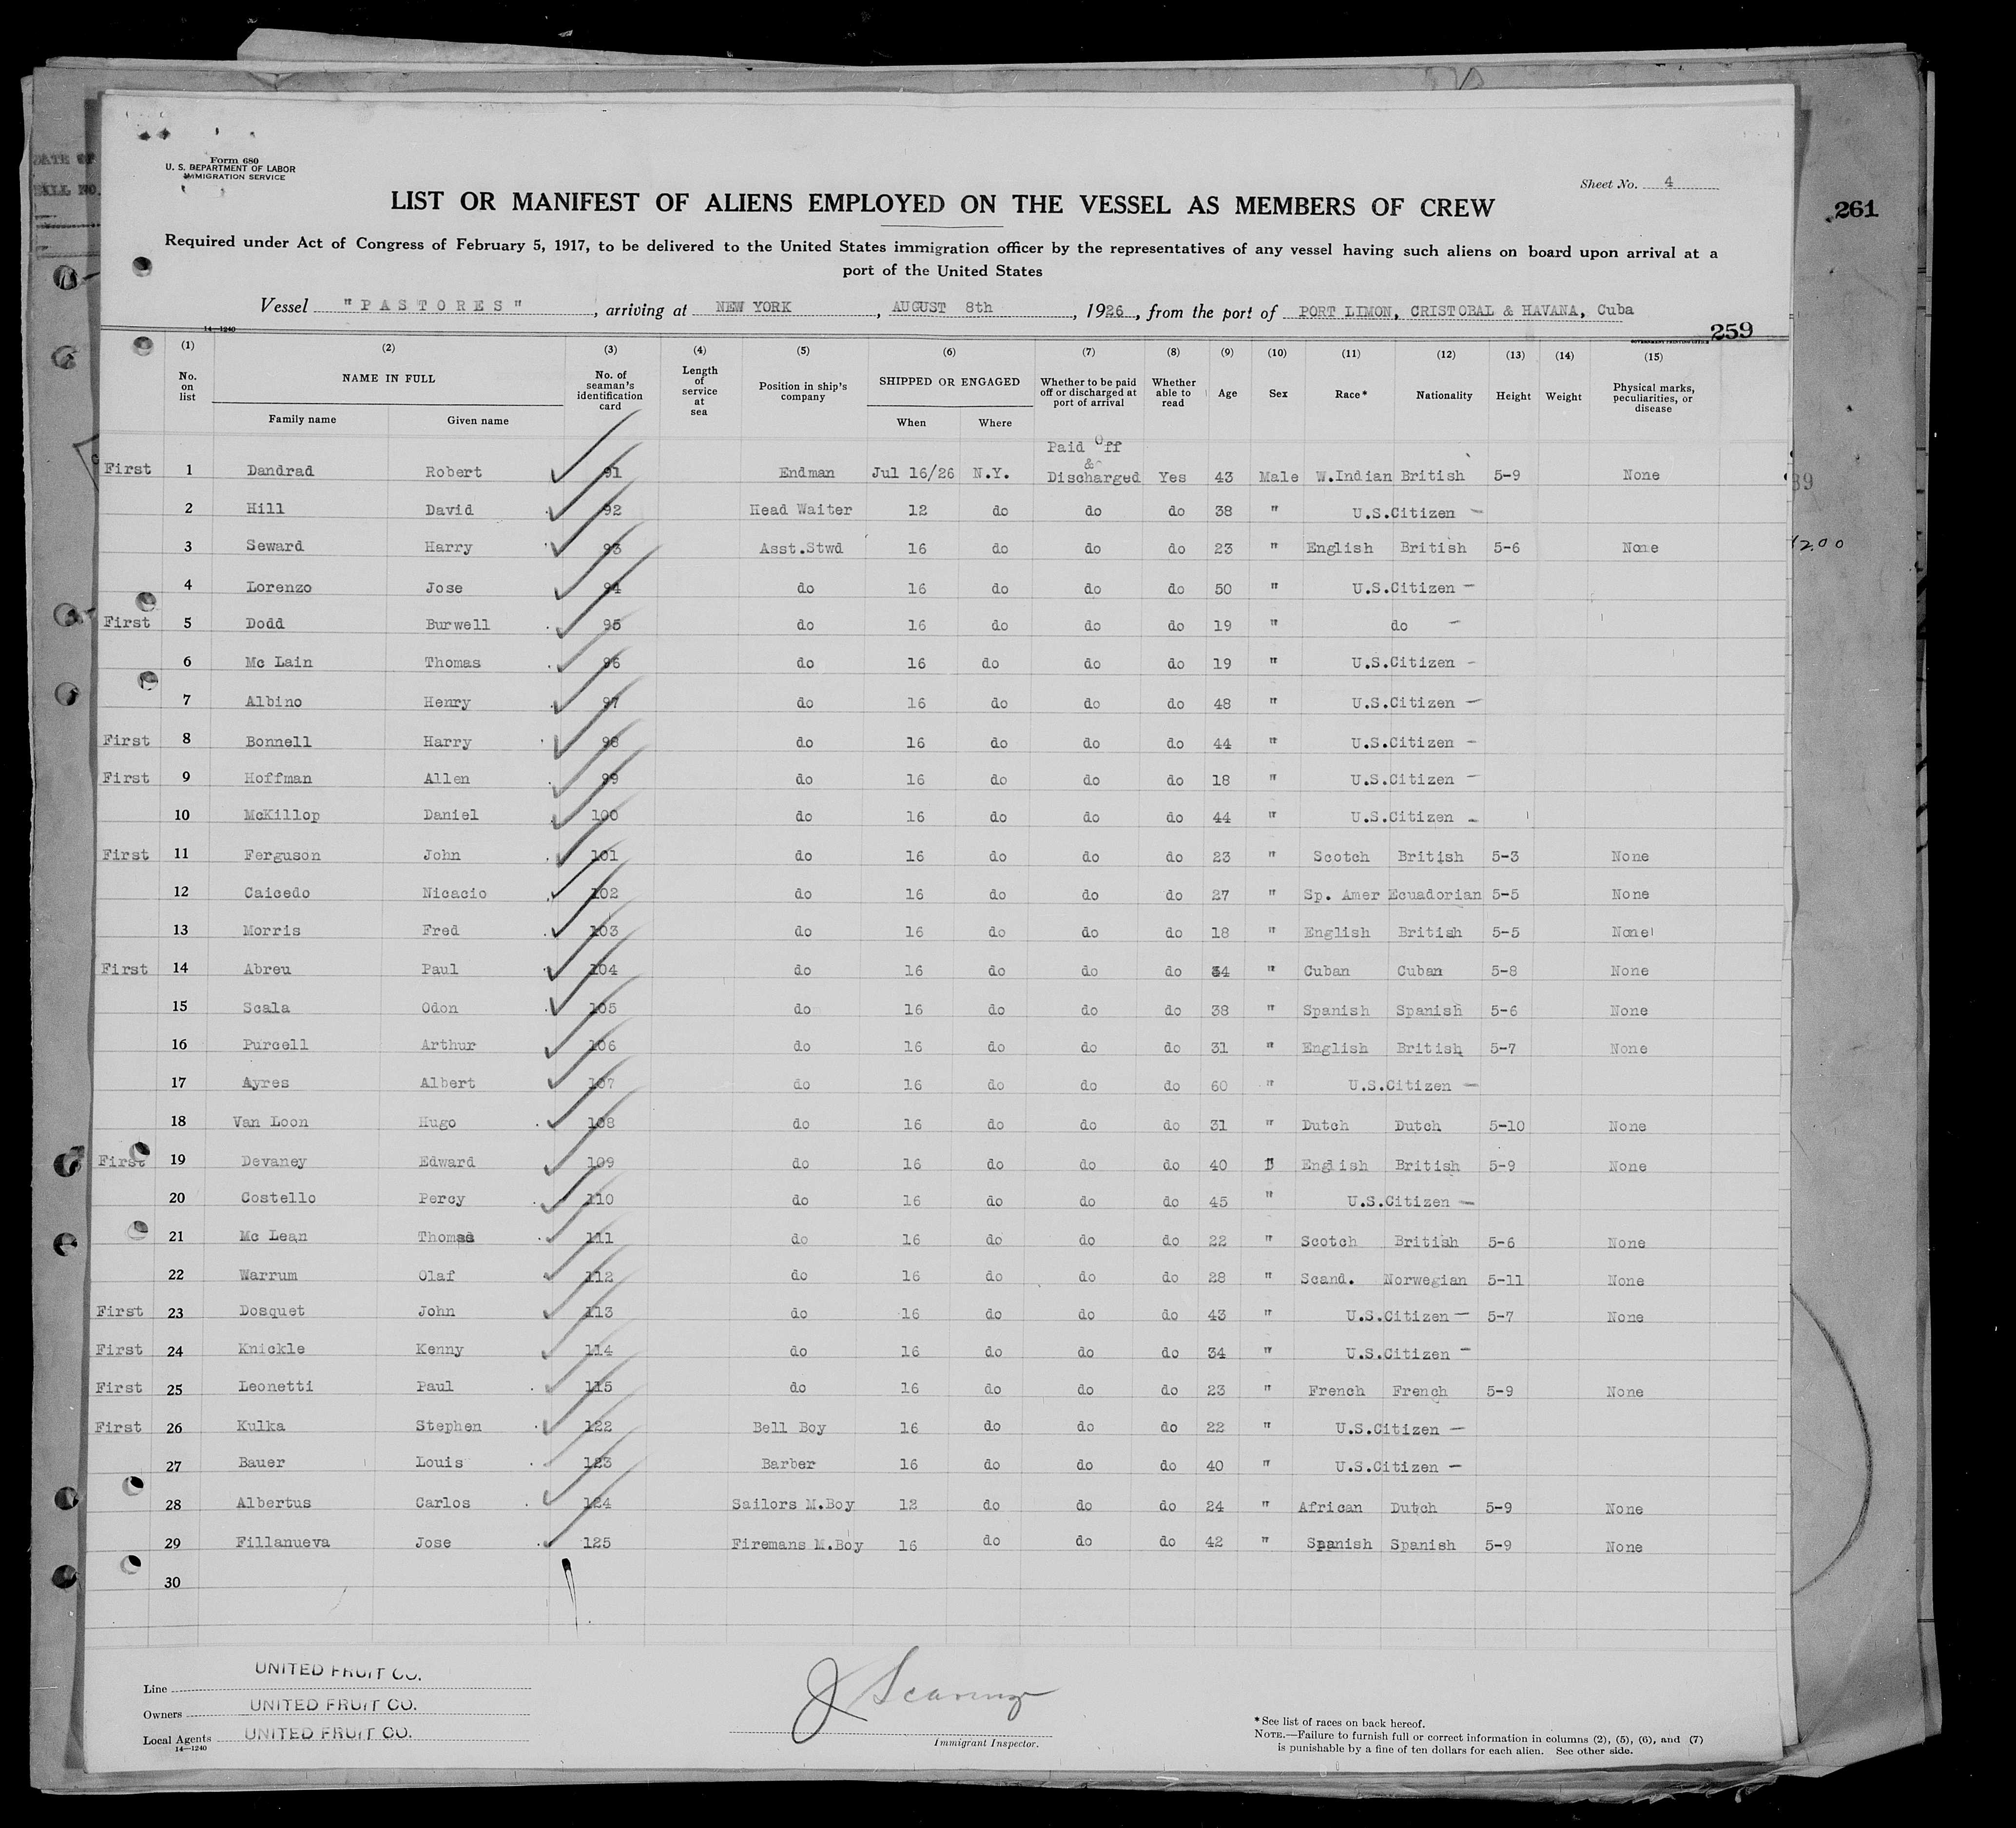 DATE OF
BILL NO.
Form 680
U. S. DEPARTMENT OF LABOR
IMMIGRATION SERVICE
Sheet No. 4
261
LIST OR MANIFEST OF ALIENS EMPLOYED ON THE VESSEL AS MEMBERS OF CREW
Required under Act of Congress of February 5, 1917, to be delivered to the United States immigration officer by the representatives of any vessel having such aliens on board upon arrival at a
port of the United States
Vessel "PASTORES", arriving at NEW YORK, AUGUST 8th, 1926, from the port of PORT LIMON, CRISTOBAL & HAVANA, Cuba
14—1240
GOVERNMENT PRINTING OFFICE
259
(1) No. on list
(2) NAME IN FULL Family name Given name
(3) No. of seaman's identification card
(4) Length of service at sea
(5) Position in ship's company
(6) SHIPPED OR ENGAGED When Where
(7) Whether to be paid off or discharged at port of arrival
(8) Whether able to read
(9) Age
(10) Sex
(11) Race*
(12) Nationality
(13) Height
(14) Weight
(15) Physical marks, peculiarities, or disease
First 1 Dandrad Robert 91 Endman Jul 16/26 N.Y. Paid Off & Discharged Yes 43 Male W.Indian British 5-9 None
39
2 Hill David 92 Head Waiter 12 do do do 38 " U.S.Citizen —
3 Seward Harry 93 Asst.Stwd 16 do do do 23 " English British 5-6 None
4 Lorenzo Jose 94 do 16 do do do 50 " U.S.Citizen —
First 5 Dodd Burwell 95 do 16 do do do 19 " do —
6 Mc Lain Thomas 96 do 16 do do do 19 " U.S.Citizen -
7 Albino Henry 97 do 16 do do do 48 " U.S.Citizen —
First 8 Bonnell Harry 98 do 16 do do do 44 " U.S.Citizen -
First 9 Hoffman Allen 99 do 16 do do do 18 " U.S.Citizen —
10 McKillop Daniel 100 do 16 do do do 44 " U.S.Citizen -
First 11 Ferguson John 101 do 16 do do do 23 " Scotch British 5-3 None
12 Caicedo Nicacio 102 do 16 do do do 27 " Sp. Amer Ecuadorian 5-5 None
13 Morris Fred 103 do 16 do do do 18 " English British 5-5 None
First 14 Abreu Paul 104 do 16 do do do 34 " Cuban Cuban 5-8 None
15 Scala Odon 105 do 16 do do do 38 " Spanish Spanish 5-6 None
16 Purcell Arthur 106 do 16 do do do 31 " English British 5-7 None
17 Ayres Albert 107 do 16 do do do 60 " U.S.Citizen —
18 Van Loon Hugo 108 do 16 do do do 31 " Dutch Dutch 5-10 None
First 19 Devaney Edward 109 do 16 do do do 40 " English British 5-9 None
20 Costello Percy 110 do 16 do do do 45 " U.S.Citizen —
21 Mc Lean Thomas 111 do 16 do do do 22 " Scotch British 5-6 None
22 Warrum Olaf 112 do 16 do do do 28 " Scand. Norwegian 5-11 None
First 23 Dosquet John 113 do 16 do do do 43 " U.S.Citizen — 5-7 None
First 24 Knickle Kenny 114 do 16 do do do 34 " U.S.Citizen —
First 25 Leonetti Paul 115 do 16 do do do 23 " French French 5-9 None
First 26 Kulka Stephen 122 Bell Boy 16 do do do 22 " U.S.Citizen —
27 Bauer Louis 123 Barber 16 do do do 40 " U.S.Citizen —
28 Albertus Carlos 124 Sailors M.Boy 12 do do do 24 " African Dutch 5-9 None
29 Fillanueva Jose 125 Firemans M.Boy 16 do do do 42 " Spanish Spanish 5-9 None
30
Line UNITED FRUIT CO.
Owners UNITED FRUIT CO.
Local Agents UNITED FRUIT CO.
14—1240
Immigrant Inspector.
*See list of races on back hereof.
NOTE.—Failure to furnish full or correct information in columns (2), (5), (6), and (7)
is punishable by a fine of ten dollars for each alien. See other side.